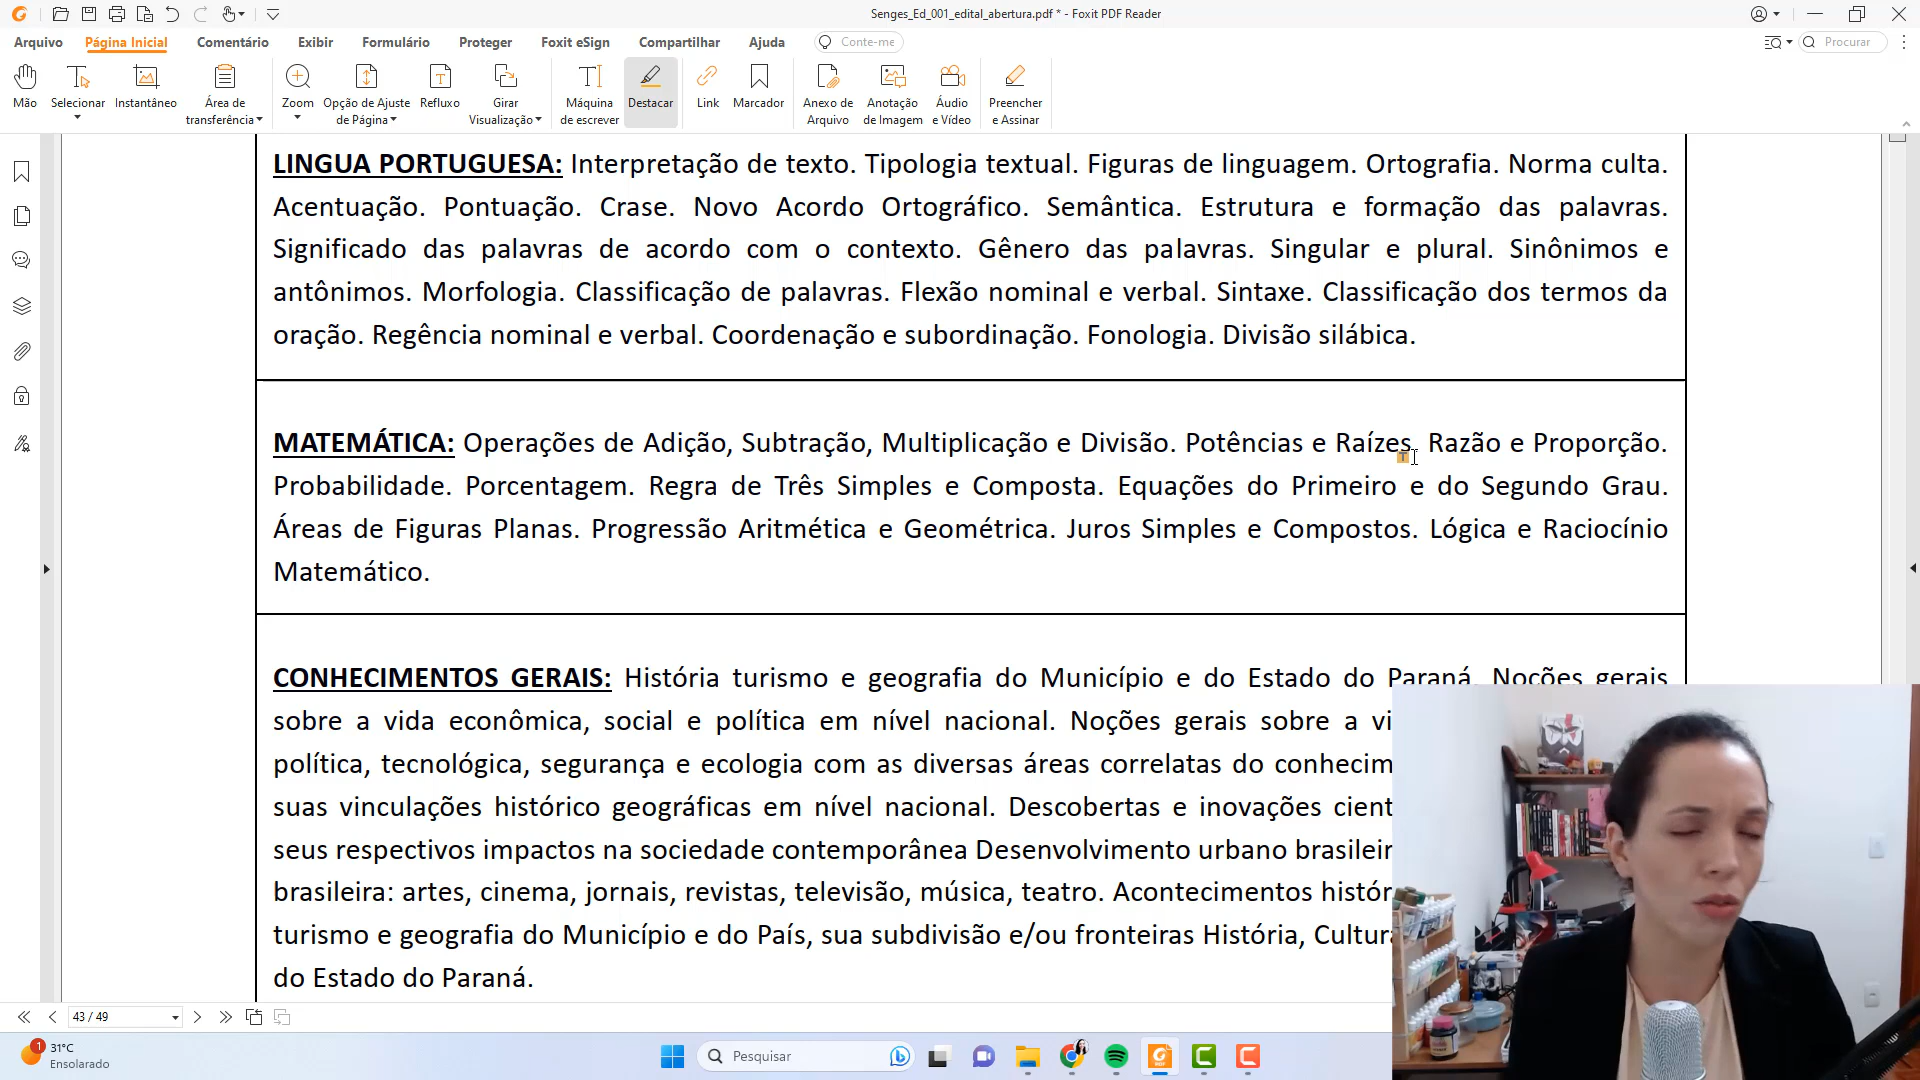 Senges_Ed_001_edital_abertura.pdf * - Foxit PDF Reader
Arquivo Página Inicial Comentário Exibir Formulário Proteger Foxit eSign Compartilhar Ajuda Conte-me Procurar
Mão Selecionar Instantâneo Área de transferência Zoom Opção de Ajuste de Página Refluxo Girar Visualização Máquina de escrever Destacar Link Marcador Anexo de Arquivo Anotação de Imagem Áudio e Vídeo Preencher e Assinar
LINGUA PORTUGUESA: Interpretação de texto. Tipologia textual. Figuras de linguagem. Ortografia. Norma culta.
Acentuação. Pontuação. Crase. Novo Acordo Ortográfico. Semântica. Estrutura e formação das palavras.
Significado das palavras de acordo com o contexto. Gênero das palavras. Singular e plural. Sinônimos e
antônimos. Morfologia. Classificação de palavras. Flexão nominal e verbal. Sintaxe. Classificação dos termos da
oração. Regência nominal e verbal. Coordenação e subordinação. Fonologia. Divisão silábica.
MATEMÁTICA: Operações de Adição, Subtração, Multiplicação e Divisão. Potências e Raízes. Razão e Proporção.
Probabilidade. Porcentagem. Regra de Três Simples e Composta. Equações do Primeiro e do Segundo Grau.
Áreas de Figuras Planas. Progressão Aritmética e Geométrica. Juros Simples e Compostos. Lógica e Raciocínio
Matemático.
CONHECIMENTOS GERAIS: História turismo e geografia do Município e do Estado do Paraná. Noções gerais
sobre a vida econômica, social e política em nível nacional. Noções gerais sobre a vi
política, tecnológica, segurança e ecologia com as diversas áreas correlatas do conhecim
suas vinculações histórico geográficas em nível nacional. Descobertas e inovações cient
seus respectivos impactos na sociedade contemporânea Desenvolvimento urbano brasileir
brasileira: artes, cinema, jornais, revistas, televisão, música, teatro. Acontecimentos histór
turismo e geografia do Município e do País, sua subdivisão e/ou fronteiras História, Cultura
do Estado do Paraná.
43 / 49
1 31°C
Ensolarado
Pesquisar